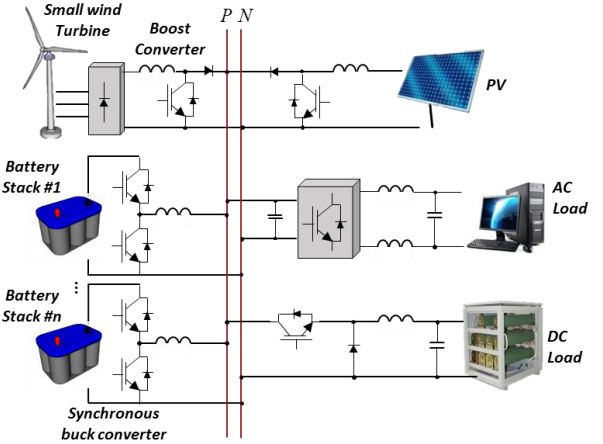 Small wind
Turbine
P N
Boost
Converter
PV
Battery
Stack #1
AC
Load
Battery
Stack #n
DC
Load
Synchronous
buck converter